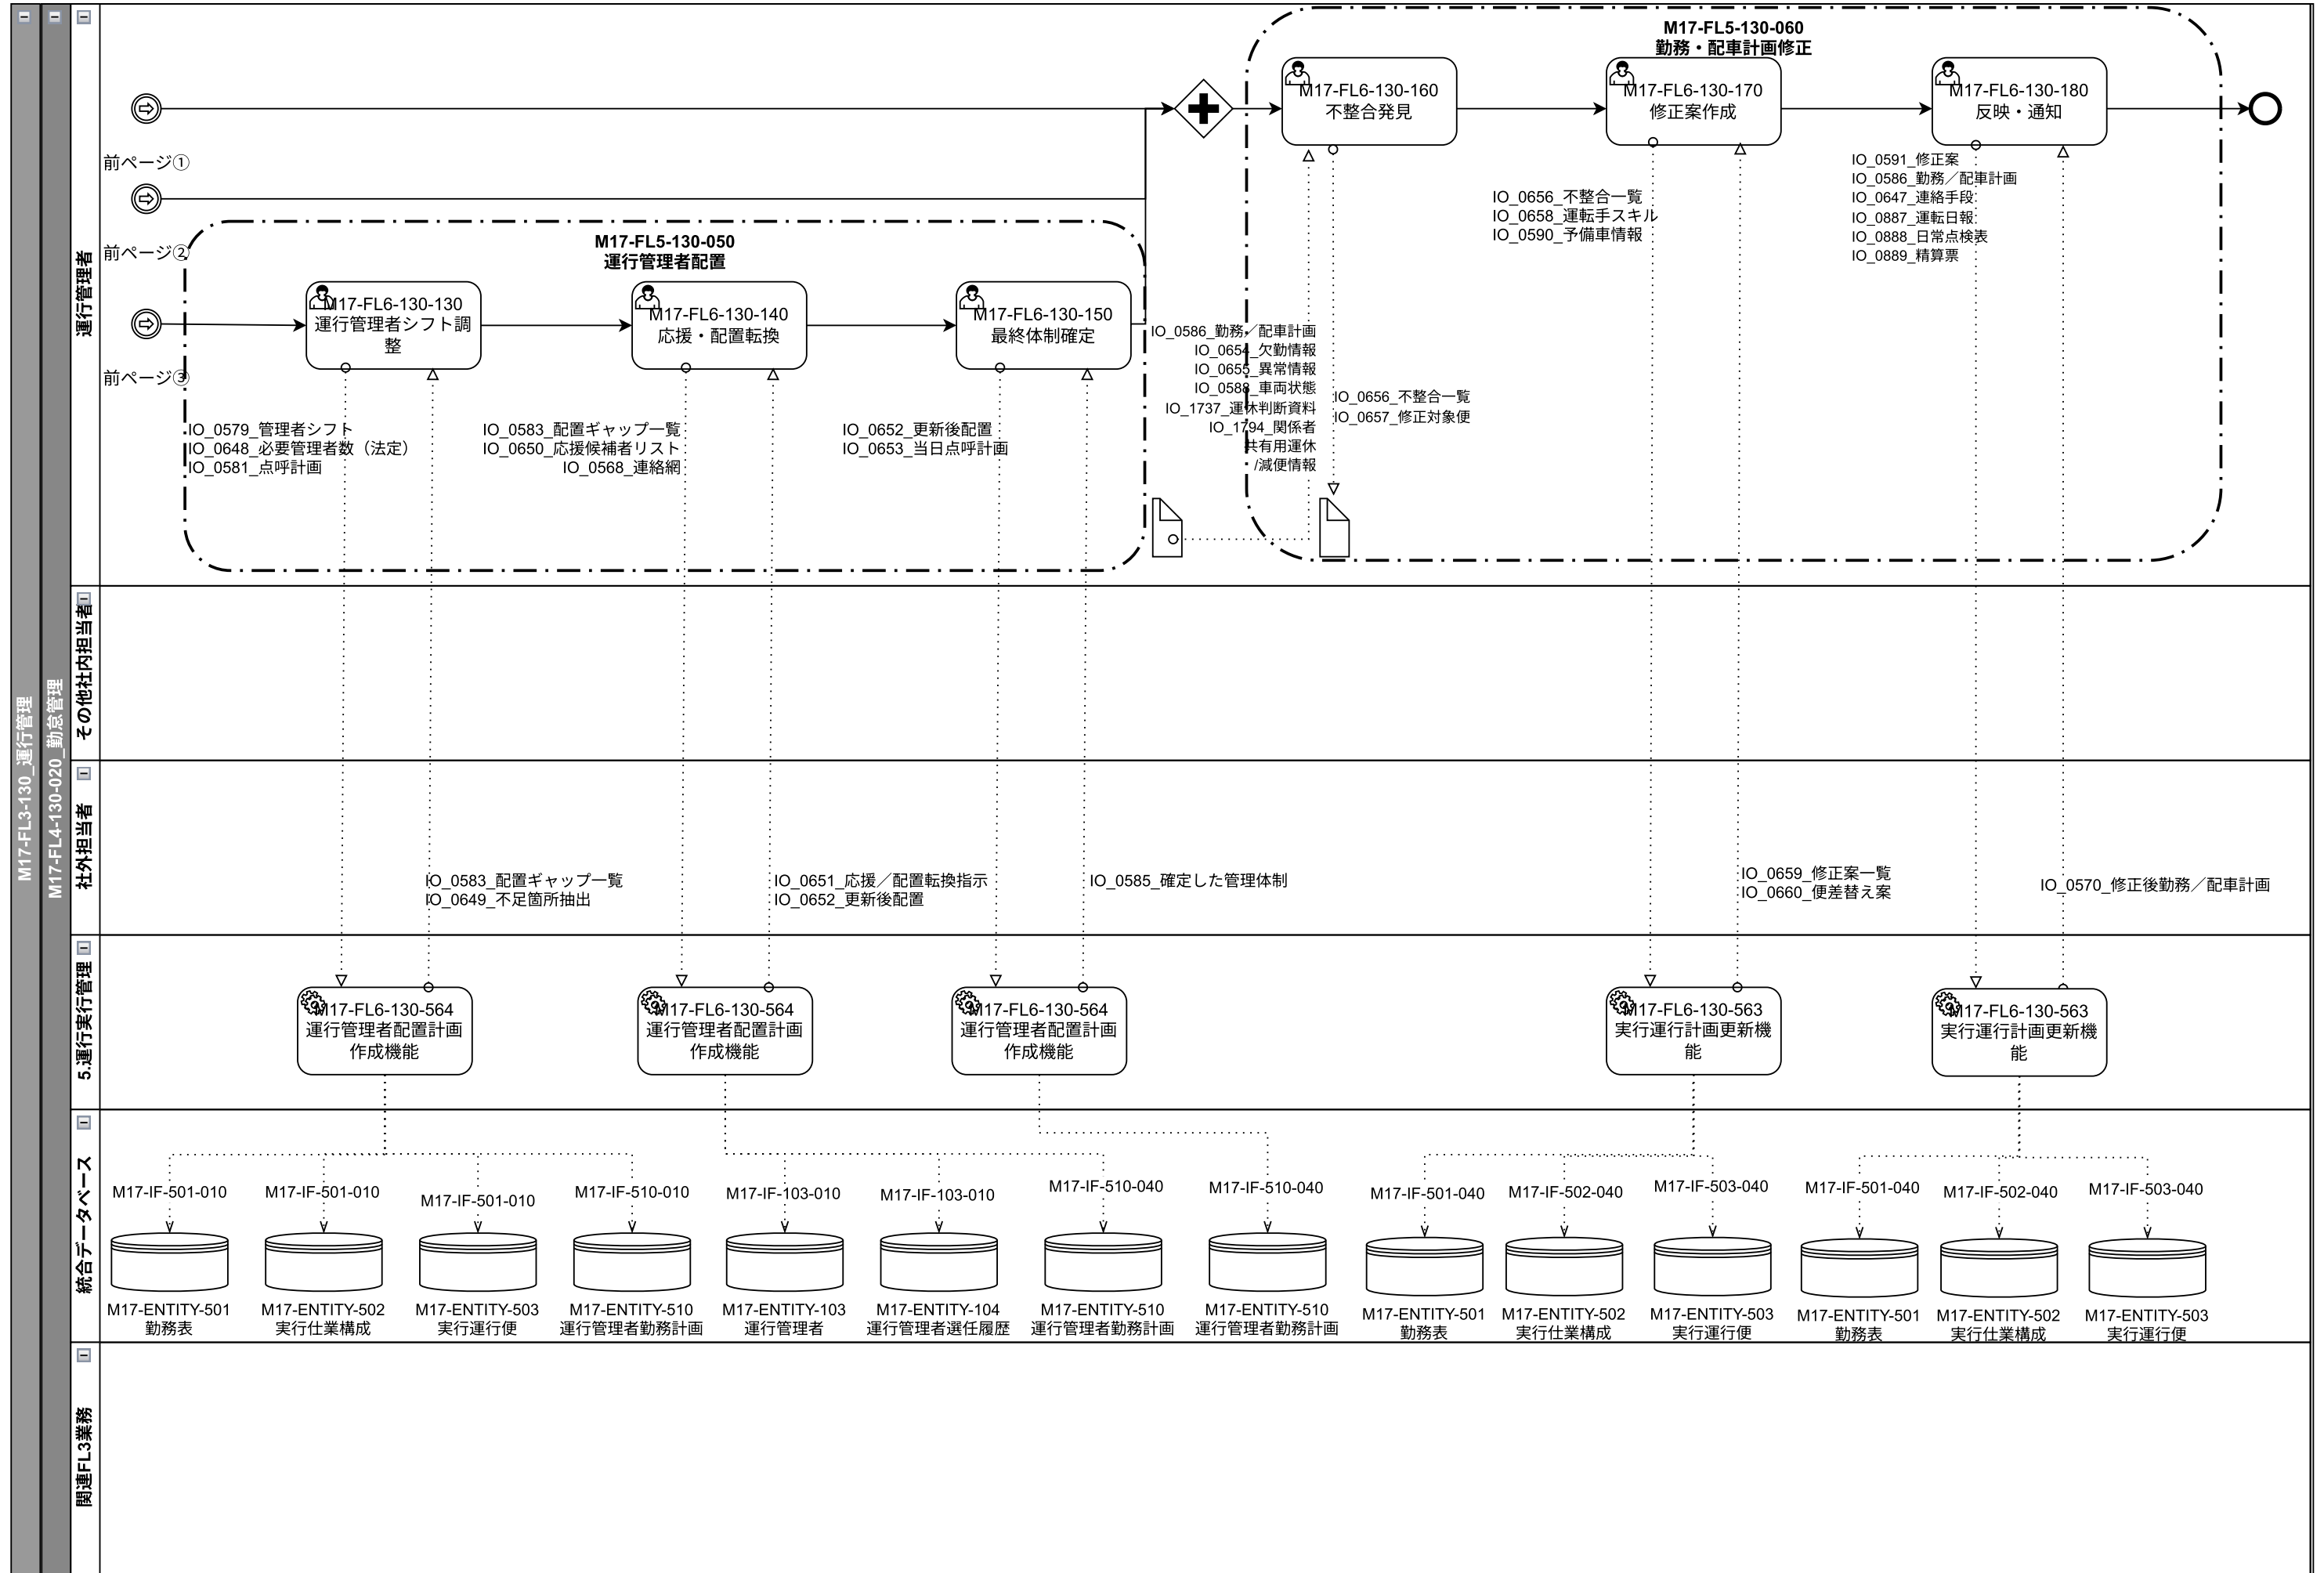 M17-FL3-130_運行管理
M17-FL4-130-020_勤怠管理
運行管理者
前ページ①
前ページ②
前ページ③
M17-FL5-130-060
勤務・配車計画修正
M17-FL6-130-160
不整合発見
M17-FL6-130-170
修正案作成
M17-FL6-130-180
反映・通知
IO_0591_修正案
IO_0586_勤務／配車計画
IO_0647_連絡手段
IO_0887_運転日報
IO_0888_日常点検表
IO_0889_精算票
IO_0656_不整合一覧
IO_0658_運転手スキル
IO_0590_予備車情報
M17-FL5-130-050
運行管理者配置
M17-FL6-130-130
運行管理者シフト調
整
M17-FL6-130-140
応援・配置転換
M17-FL6-130-150
最終体制確定
IO_0586_勤務／配車計画
IO_0654_欠勤情報
IO_0655_異常情報
IO_0588_車両状態
IO_1737_運休判断資料
IO_1794_関係者
共有用運休
/減便情報
IO_0656_不整合一覧
IO_0657_修正対象便
IO_0579_管理者シフト
IO_0648_必要管理者数（法定）
IO_0581_点呼計画
IO_0583_配置ギャップ一覧
IO_0650_応援候補者リスト
IO_0568_連絡網
IO_0652_更新後配置
IO_0653_当日点呼計画
その他社内担当者
社外担当者
IO_0583_配置ギャップ一覧
IO_0649_不足箇所抽出
IO_0651_応援／配置転換指示
IO_0652_更新後配置
IO_0585_確定した管理体制
IO_0659_修正案一覧
IO_0660_便差替え案
IO_0570_修正後勤務／配車計画
5.運行実行管理
M17-FL6-130-564
運行管理者配置計画
作成機能
M17-FL6-130-564
運行管理者配置計画
作成機能
M17-FL6-130-564
運行管理者配置計画
作成機能
M17-FL6-130-563
実行運行計画更新機
能
M17-FL6-130-563
実行運行計画更新機
能
統合データベース
M17-IF-501-010
M17-IF-501-010
M17-IF-501-010
M17-IF-510-010
M17-IF-103-010
M17-IF-103-010
M17-IF-510-040
M17-IF-510-040
M17-IF-501-040
M17-IF-502-040
M17-IF-503-040
M17-IF-501-040
M17-IF-502-040
M17-IF-503-040
M17-ENTITY-501
勤務表
M17-ENTITY-502
実行仕業構成
M17-ENTITY-503
実行運行便
M17-ENTITY-510
運行管理者勤務計画
M17-ENTITY-103
運行管理者
M17-ENTITY-104
運行管理者選任履歴
M17-ENTITY-510
運行管理者勤務計画
M17-ENTITY-510
運行管理者勤務計画
M17-ENTITY-501
勤務表
M17-ENTITY-502
実行仕業構成
M17-ENTITY-503
実行運行便
M17-ENTITY-501
勤務表
M17-ENTITY-502
実行仕業構成
M17-ENTITY-503
実行運行便
関連FL3業務